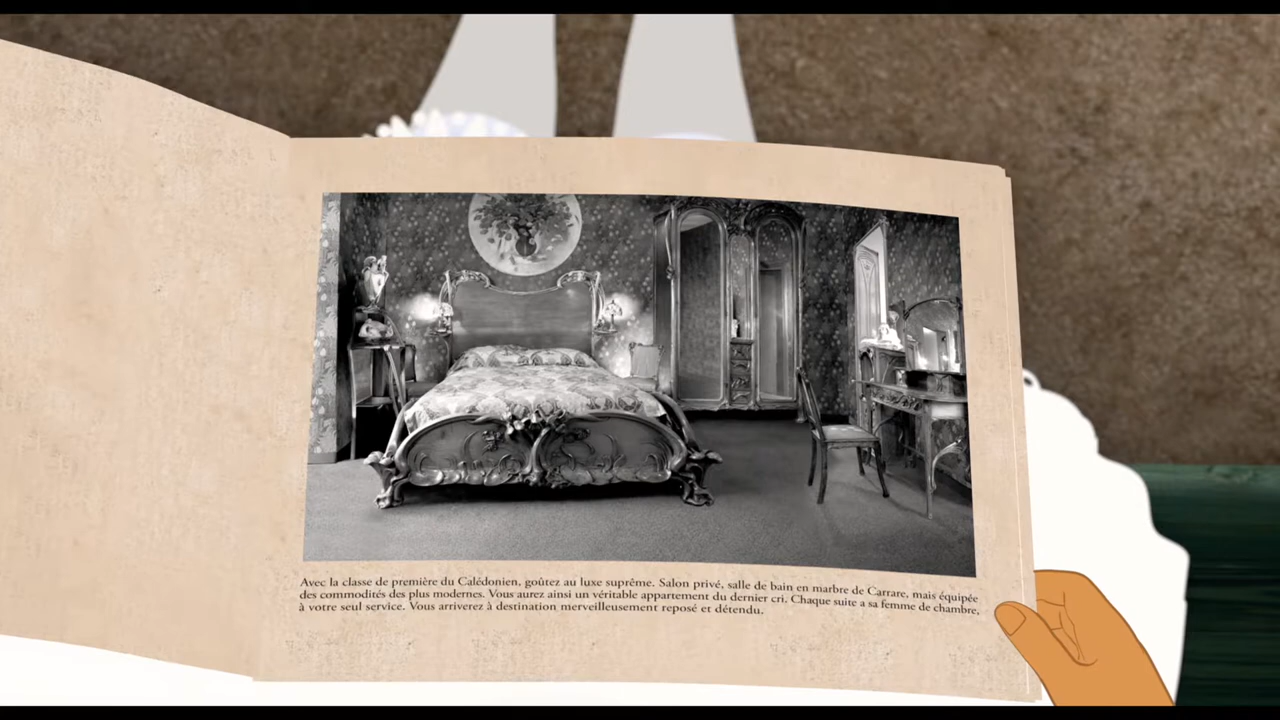 Avec la classe de première du Calédonien, goûtez au luxe suprême. Salon privé, salle de bain en marbre de Carrare, mais équipée
des commodités des plus modernes. Vous aurez ainsi un véritable appartement du dernier cri. Chaque suite a sa femme de chambre,
à votre seul service. Vous arriverez à destination merveilleusement reposé et détendu.